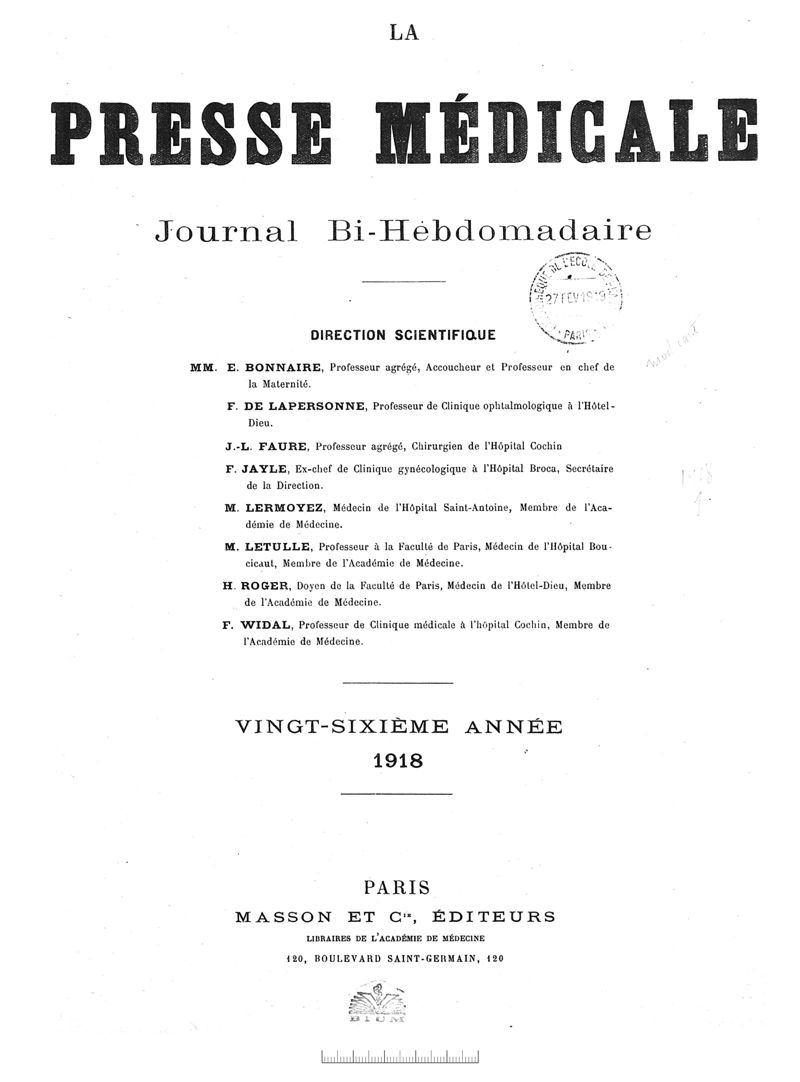 LA
PRESSE MÉDICALE
Journal Bi-Hebdomadaire
27 FEV 1919
PARIS
DIRECTION SCIENTIFIQUE
MM. E. BONNAIRE, Professeur agrégé, Accoucheur et Professeur en chef de
la Maternité.
F. DE LAPERSONNE, Professeur de Clinique ophtalmologique à l'Hôtel-
Dieu.
J.-L. FAURE, Professeur agrégé, Chirurgien de l'Hôpital Cochin
F. JAYLE, Ex-chef de Clinique gynécologique à l'Hôpital Broca, Secrétaire
de la Direction.
M. LERMOYEZ, Médecin de l'Hôpital Saint-Antoine, Membre de l'Aca-
démie de Médecine.
M. LETULLE, Professeur à la Faculté de Paris, Médecin de l'Hôpital Bou-
cicaut, Membre de l'Académie de Médecine.
H. ROGER, Doyen de la Faculté de Paris, Médecin de l'Hôtel-Dieu, Membre
de l'Académie de Médecine.
F. WIDAL, Professeur de Clinique médicale à l'hôpital Cochin, Membre de
l'Académie de Médecine.
VINGT-SIXIÈME ANNÉE
1918
PARIS
MASSON ET Cie, ÉDITEURS
LIBRAIRES DE L'ACADÉMIE DE MÉDECINE
120, BOULEVARD SAINT-GERMAIN, 120
BIUM